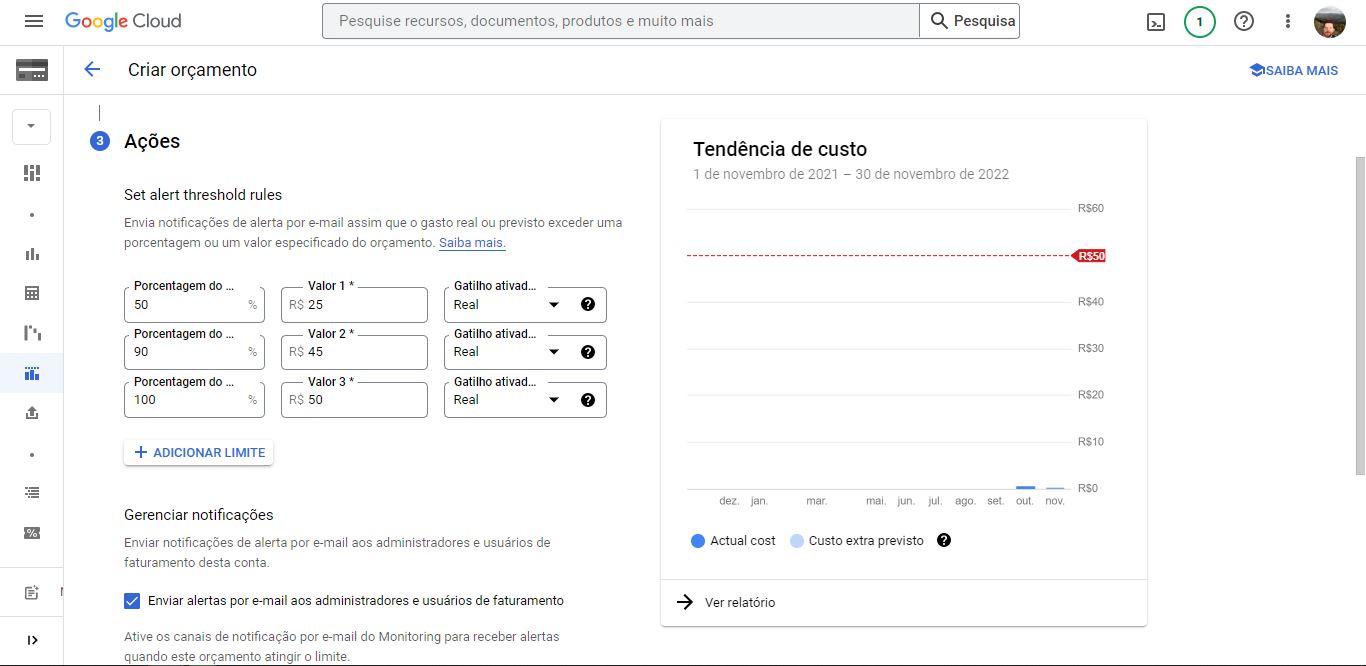 Google Cloud
Pesquise recursos, documentos, produtos e muito mais
Pesquisa
1
Criar orçamento
SAIBA MAIS
3
Ações
Set alert threshold rules
Envia notificações de alerta por e-mail assim que o gasto real ou previsto exceder uma
porcentagem ou um valor especificado do orçamento. Saiba mais.
Porcentagem do ... Valor 1 * Gatilho ativad...
50 % R$ 25 Real
Porcentagem do ... Valor 2 * Gatilho ativad...
90 % R$ 45 Real
Porcentagem do ... Valor 3 * Gatilho ativad...
100 % R$ 50 Real
ADICIONAR LIMITE
Gerenciar notificações
Enviar notificações de alerta por e-mail aos administradores e usuários de
faturamento desta conta.
Enviar alertas por e-mail aos administradores e usuários de faturamento
Ative os canais de notificação por e-mail do Monitoring para receber alertas
quando este orçamento atingir o limite.
Tendência de custo
1 de novembro de 2021 – 30 de novembro de 2022
R$60
R$50
R$40
R$30
R$20
R$10
R$0
dez. jan. mar. mai. jun. jul. ago. set. out. nov.
Actual cost Custo extra previsto
Ver relatório